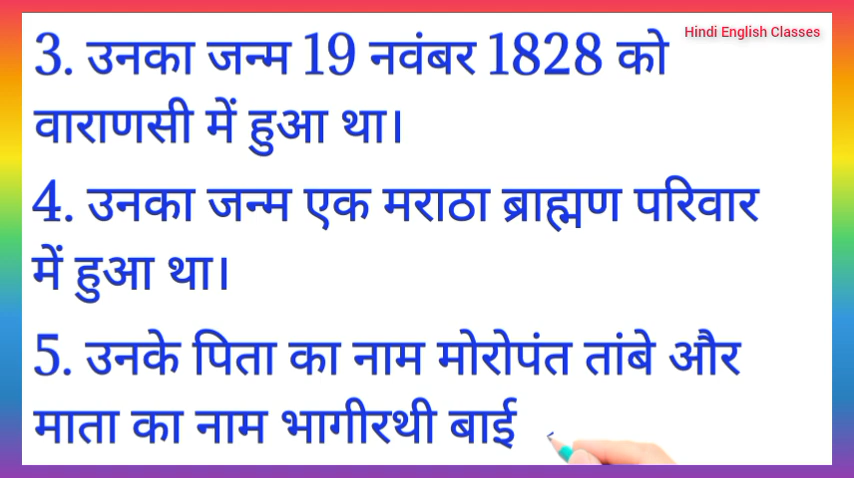 Hindi English Classes
3. उनका जन्म 19 नवंबर 1828 को
वाराणसी में हुआ था।
4. उनका जन्म एक मराठा ब्राह्मण परिवार
में हुआ था।
5. उनके पिता का नाम मोरोपंत तांबे और
माता का नाम भागीरथी बाई